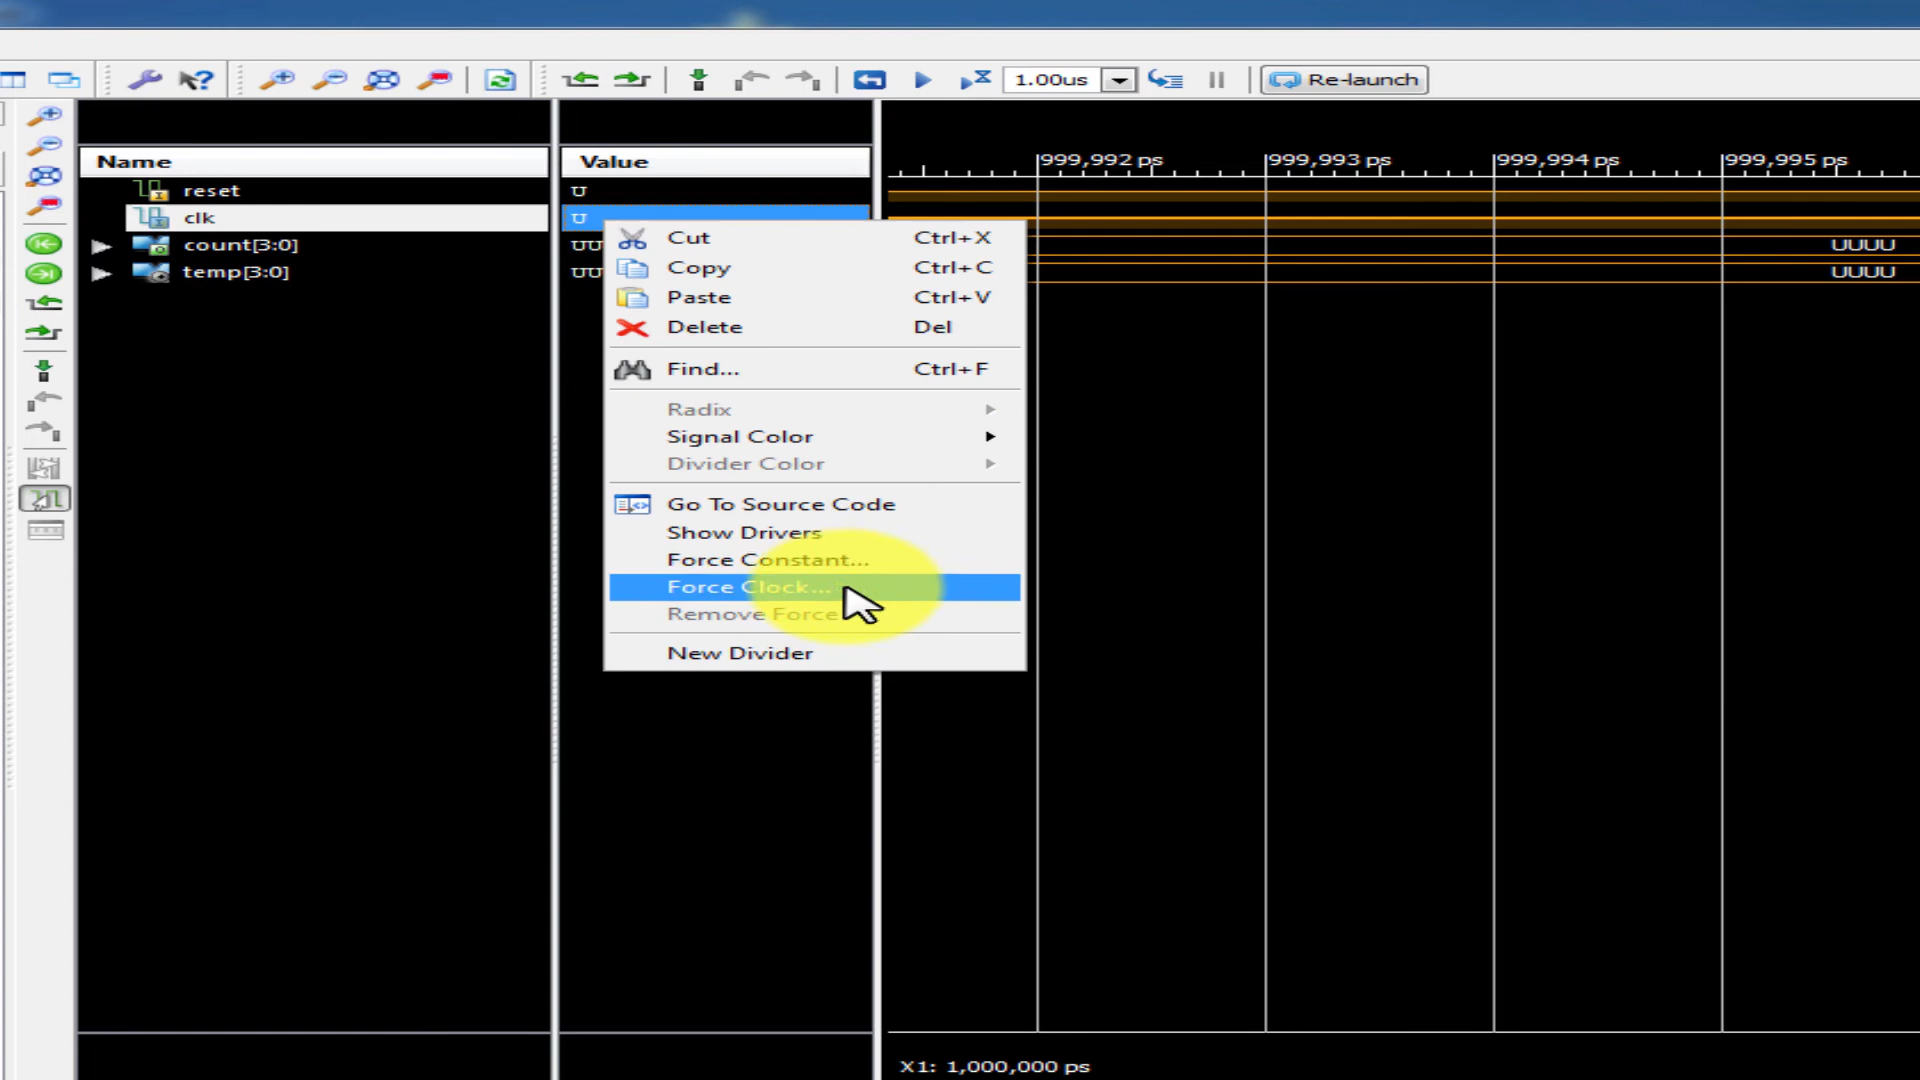 1.00us
Re-launch
Name
Value
999,992 ps
999,993 ps
999,994 ps
999,995 ps
reset
U
clk
U
count[3:0]
UU
UUUU
temp[3:0]
UU
UUUU
Cut Ctrl+X
Copy Ctrl+C
Paste Ctrl+V
Delete Del
Find... Ctrl+F
Radix
Signal Color
Divider Color
Go To Source Code
Show Drivers
Force Constant...
Force Clock...
Remove Force
New Divider
X1: 1,000,000 ps